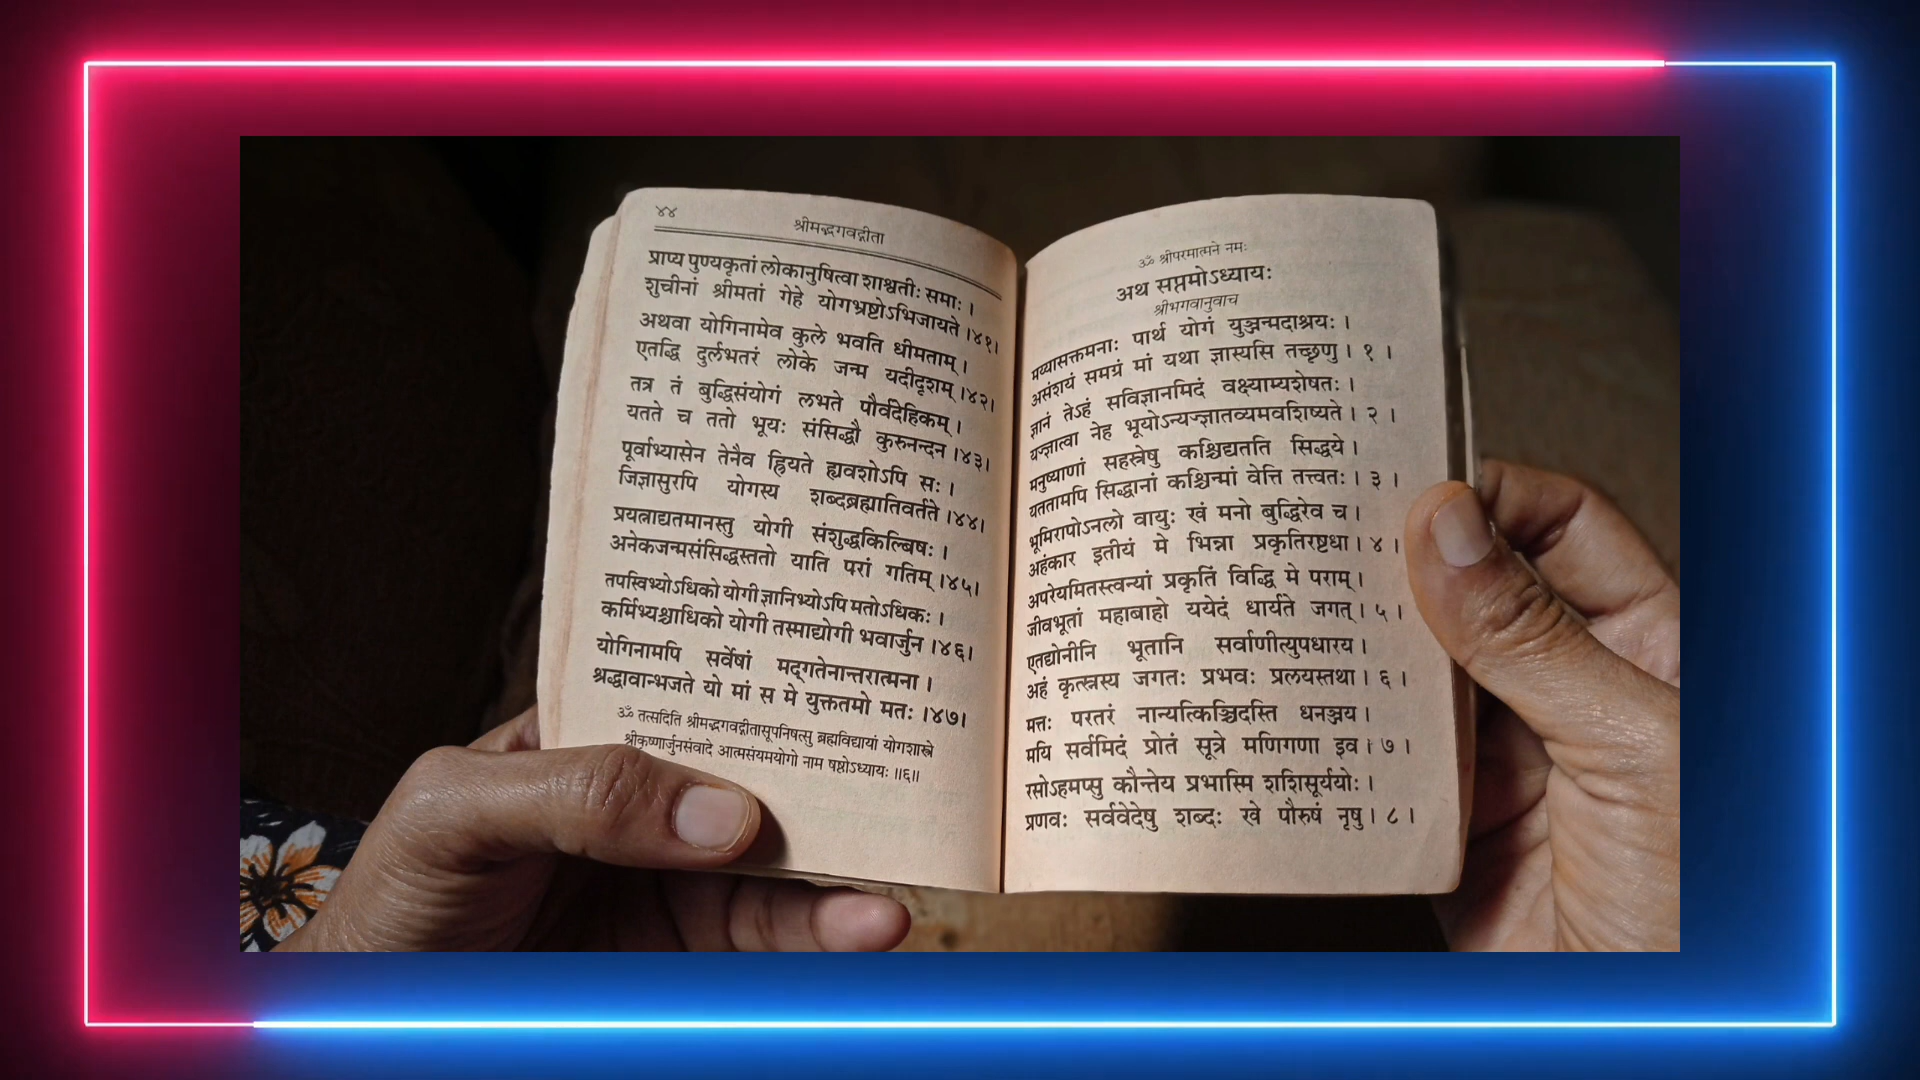 ४४
श्रीमद्भगवद्गीता
प्राप्य पुण्यकृतां लोकानुषित्वा शाश्वतीः समाः ।
शुचीनां श्रीमतां गेहे योगभ्रष्टोऽभिजायते ।४१।
अथवा योगिनामेव कुले भवति धीमताम् ।
एतद्धि दुर्लभतरं लोके जन्म यदीदृशम् ।४२।
तत्र तं बुद्धिसंयोगं लभते पौर्वदेहिकम् ।
यतते च ततो भूयः संसिद्धौ कुरुनन्दन ।४३।
पूर्वाभ्यासेन तेनैव ह्रियते ह्यवशोऽपि सः ।
जिज्ञासुरपि योगस्य शब्दब्रह्मातिवर्तते ।४४।
प्रयत्नाद्यतमानस्तु योगी संशुद्धकिल्बिषः ।
अनेकजन्मसंसिद्धस्ततो याति परां गतिम् ।४५।
तपस्विभ्योऽधिको योगी ज्ञानिभ्योऽपि मतोऽधिकः ।
कर्मिभ्यश्चाधिको योगी तस्माद्योगी भवार्जुन ।४६।
योगिनामपि सर्वेषां मद्‌गतेनान्तरात्मना ।
श्रद्धावान्भजते यो मां स मे युक्ततमो मतः ।४७।
ॐ तत्सदिति श्रीमद्भगवद्गीतासूपनिषत्सु ब्रह्मविद्यायां योगशास्त्रे
श्रीकृष्णार्जुनसंवादे आत्मसंयमयोगो नाम षष्ठोऽध्यायः ॥६॥
ॐ श्रीपरमात्मने नमः
अथ सप्तमोऽध्यायः
श्रीभगवानुवाच
मय्यासक्तमनाः पार्थ योगं युञ्जन्मदाश्रयः ।
असंशयं समग्रं मां यथा ज्ञास्यसि तच्छृणु । १ ।
ज्ञानं तेऽहं सविज्ञानमिदं वक्ष्याम्यशेषतः ।
यज्ज्ञात्वा नेह भूयोऽन्यज्ज्ञातव्यमवशिष्यते । २ ।
मनुष्याणां सहस्रेषु कश्चिद्यतति सिद्धये ।
यततामपि सिद्धानां कश्चिन्मां वेत्ति तत्त्वतः । ३ ।
भूमिरापोऽनलो वायुः खं मनो बुद्धिरेव च ।
अहंकार इतीयं मे भिन्ना प्रकृतिरष्टधा । ४ ।
अपरेयमितस्त्वन्यां प्रकृतिं विद्धि मे पराम् ।
जीवभूतां महाबाहो ययेदं धार्यते जगत् । ५ ।
एतद्योनीनि भूतानि सर्वाणीत्युपधारय ।
अहं कृत्स्नस्य जगतः प्रभवः प्रलयस्तथा । ६ ।
मत्तः परतरं नान्यत्किञ्चिदस्ति धनञ्जय ।
मयि सर्वमिदं प्रोतं सूत्रे मणिगणा इव । ७ ।
रसोऽहमप्सु कौन्तेय प्रभास्मि शशिसूर्ययोः ।
प्रणवः सर्ववेदेषु शब्दः खे पौरुषं नृषु । ८ ।